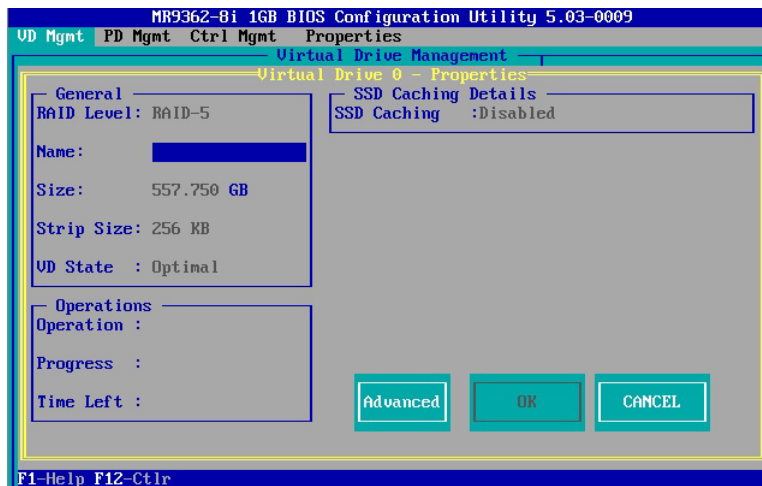 MR9362-8i 1GB BIOS Configuration Utility 5.03-0009
VD Mgmt PD Mgmt Ctrl Mgmt Properties
Virtual Drive Management
Virtual Drive 0 - Properties
General
RAID Level: RAID-5
Name:
Size: 557.750 GB
Strip Size: 256 KB
VD State : Optimal
SSD Caching Details
SSD Caching :Disabled
Operations
Operation :
Progress :
Time Left :
Advanced OK CANCEL
F1-Help F12-Ctlr